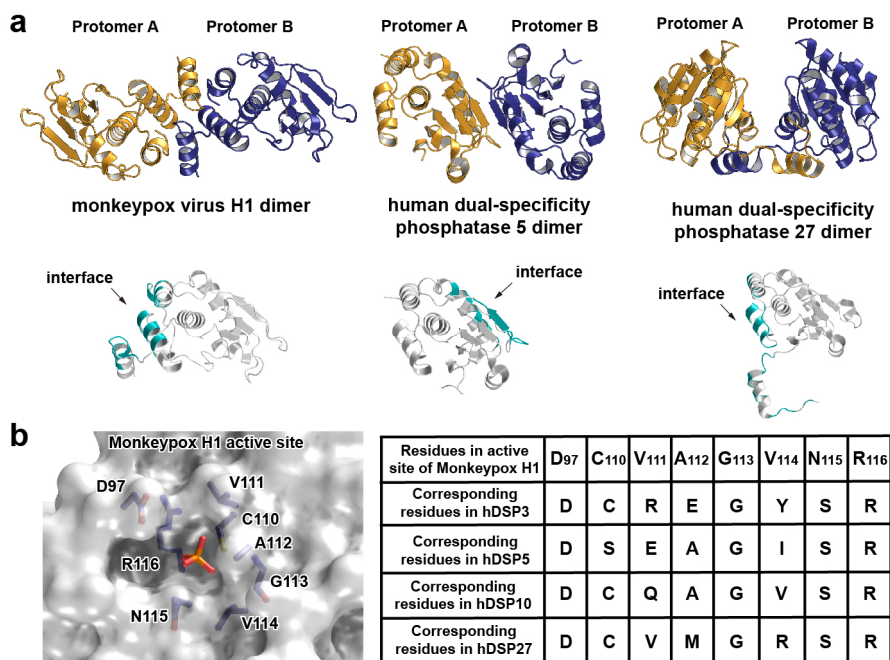 a
Protomer A Protomer B
Protomer A Protomer B
Protomer A Protomer B
monkeypox virus H1 dimer
human dual-specificity
phosphatase 5 dimer
human dual-specificity
phosphatase 27 dimer
interface
interface
interface
b
Monkeypox H1 active site
D97
V111
C110
A112
R116
G113
N115
V114
Residues in active
site of Monkeypox H1
D97 C110 V111 A112 G113 V114 N115 R116
Corresponding
residues in hDSP3
D C R E G Y S R
Corresponding
residues in hDSP5
D S E A G I S R
Corresponding
residues in hDSP10
D C Q A G V S R
Corresponding
residues in hDSP27
D C V M G R S R